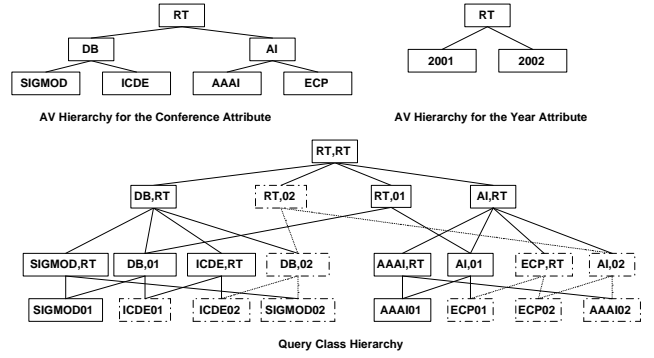 RT RT
DB AI
2001 2002
SIGMOD ICDE AAAI ECP
AV Hierarchy for the Conference Attribute AV Hierarchy for the Year Attribute
RT,RT
DB,RT RT,02 RT,01 AI,RT
SIGMOD,RT DB,01 ICDE,RT DB,02 AAAI,RT AI,01 ECP,RT AI,02
SIGMOD01 ICDE01 ICDE02 SIGMOD02 AAAI01 ECP01 ECP02 AAAI02
Query Class Hierarchy